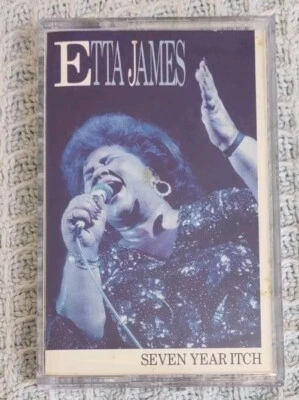 ETTA JAMES
SEVEN YEAR ITCH